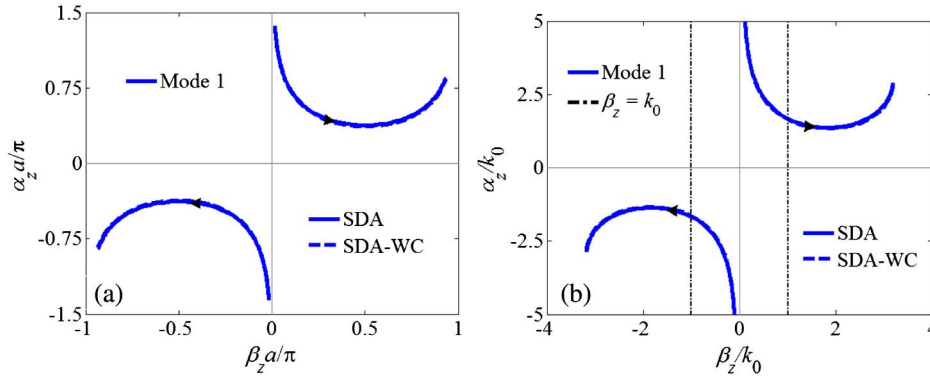 1.5
0.75
0
-0.75
-1.5
α_z a/π
Mode 1
SDA
SDA-WC
(a)
-1
-0.5
0
0.5
1
β_z a/π
5
2.5
0
-2.5
-5
α_z/k_0
Mode 1
β_z = k_0
SDA
SDA-WC
(b)
-4
-2
0
2
4
β_z/k_0